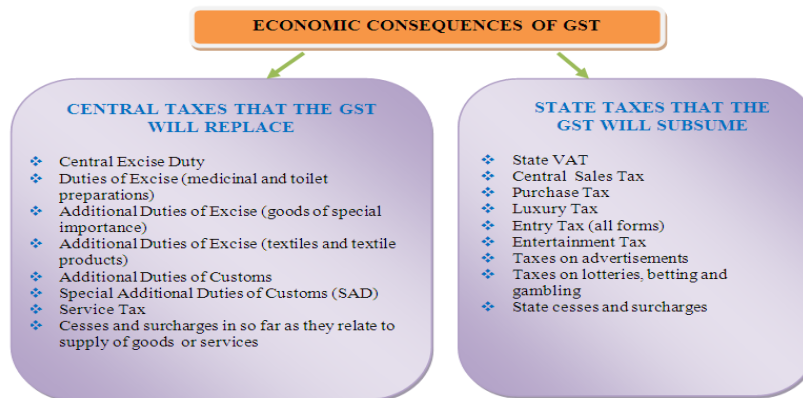 ECONOMIC CONSEQUENCES OF GST
CENTRAL TAXES THAT THE GST
WILL REPLACE
Central Excise Duty
Duties of Excise (medicinal and toilet
preparations)
Additional Duties of Excise (goods of special
importance)
Additional Duties of Excise (textiles and textile
products)
Additional Duties of Customs
Special Additional Duties of Customs (SAD)
Service Tax
Cesses and surcharges in so far as they relate to
supply of goods or services
STATE TAXES THAT THE
GST WILL SUBSUME
State VAT
Central Sales Tax
Purchase Tax
Luxury Tax
Entry Tax (all forms)
Entertainment Tax
Taxes on advertisements
Taxes on lotteries, betting and
gambling
State cesses and surcharges